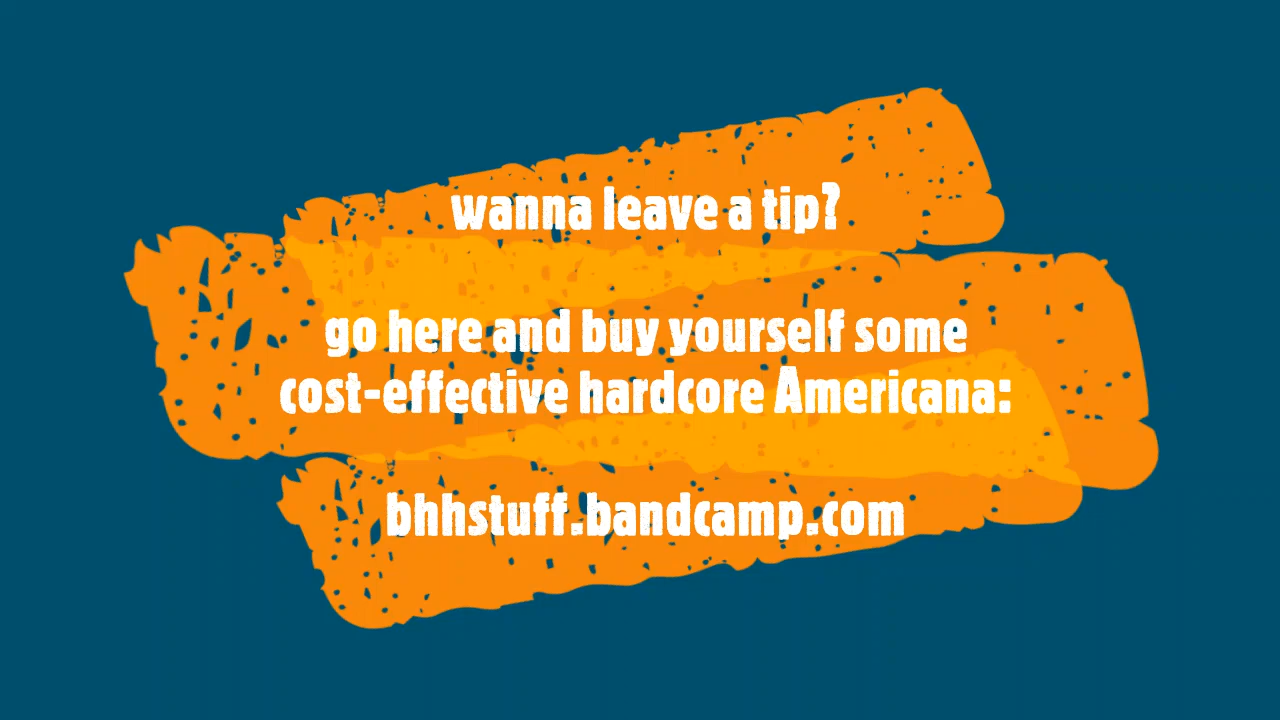 wanna leave a tip?
go here and buy yourself some
cost-effective hardcore Americana:
bhhstuff.bandcamp.com